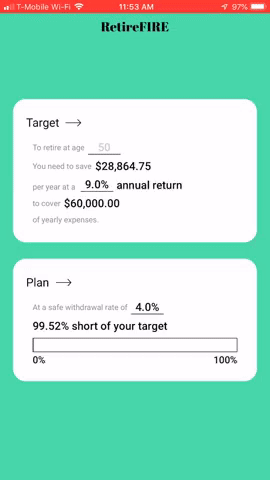 T-Mobile Wi-Fi 11:53 AM 97%
RetireFIRE
Target →
To retire at age 50
You need to save $28,864.75
per year at a 9.0% annual return
to cover $60,000.00
of yearly expenses.
Plan →
At a safe withdrawal rate of 4.0%
99.52% short of your target
0% 100%